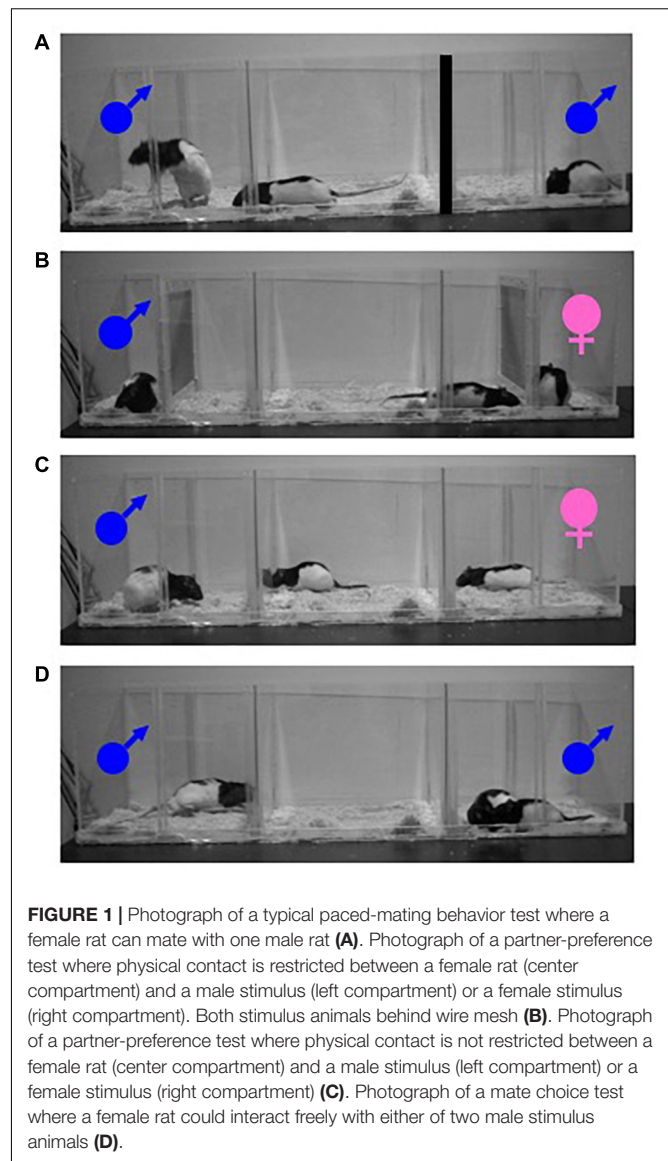 A
B
C
D
FIGURE 1 | Photograph of a typical paced-mating behavior test where a
female rat can mate with one male rat (A). Photograph of a partner-preference
test where physical contact is restricted between a female rat (center
compartment) and a male stimulus (left compartment) or a female stimulus
(right compartment). Both stimulus animals behind wire mesh (B). Photograph
of a partner-preference test where physical contact is not restricted between a
female rat (center compartment) and a male stimulus (left compartment) or a
female stimulus (right compartment) (C). Photograph of a mate choice test
where a female rat could interact freely with either of two male stimulus
animals (D).